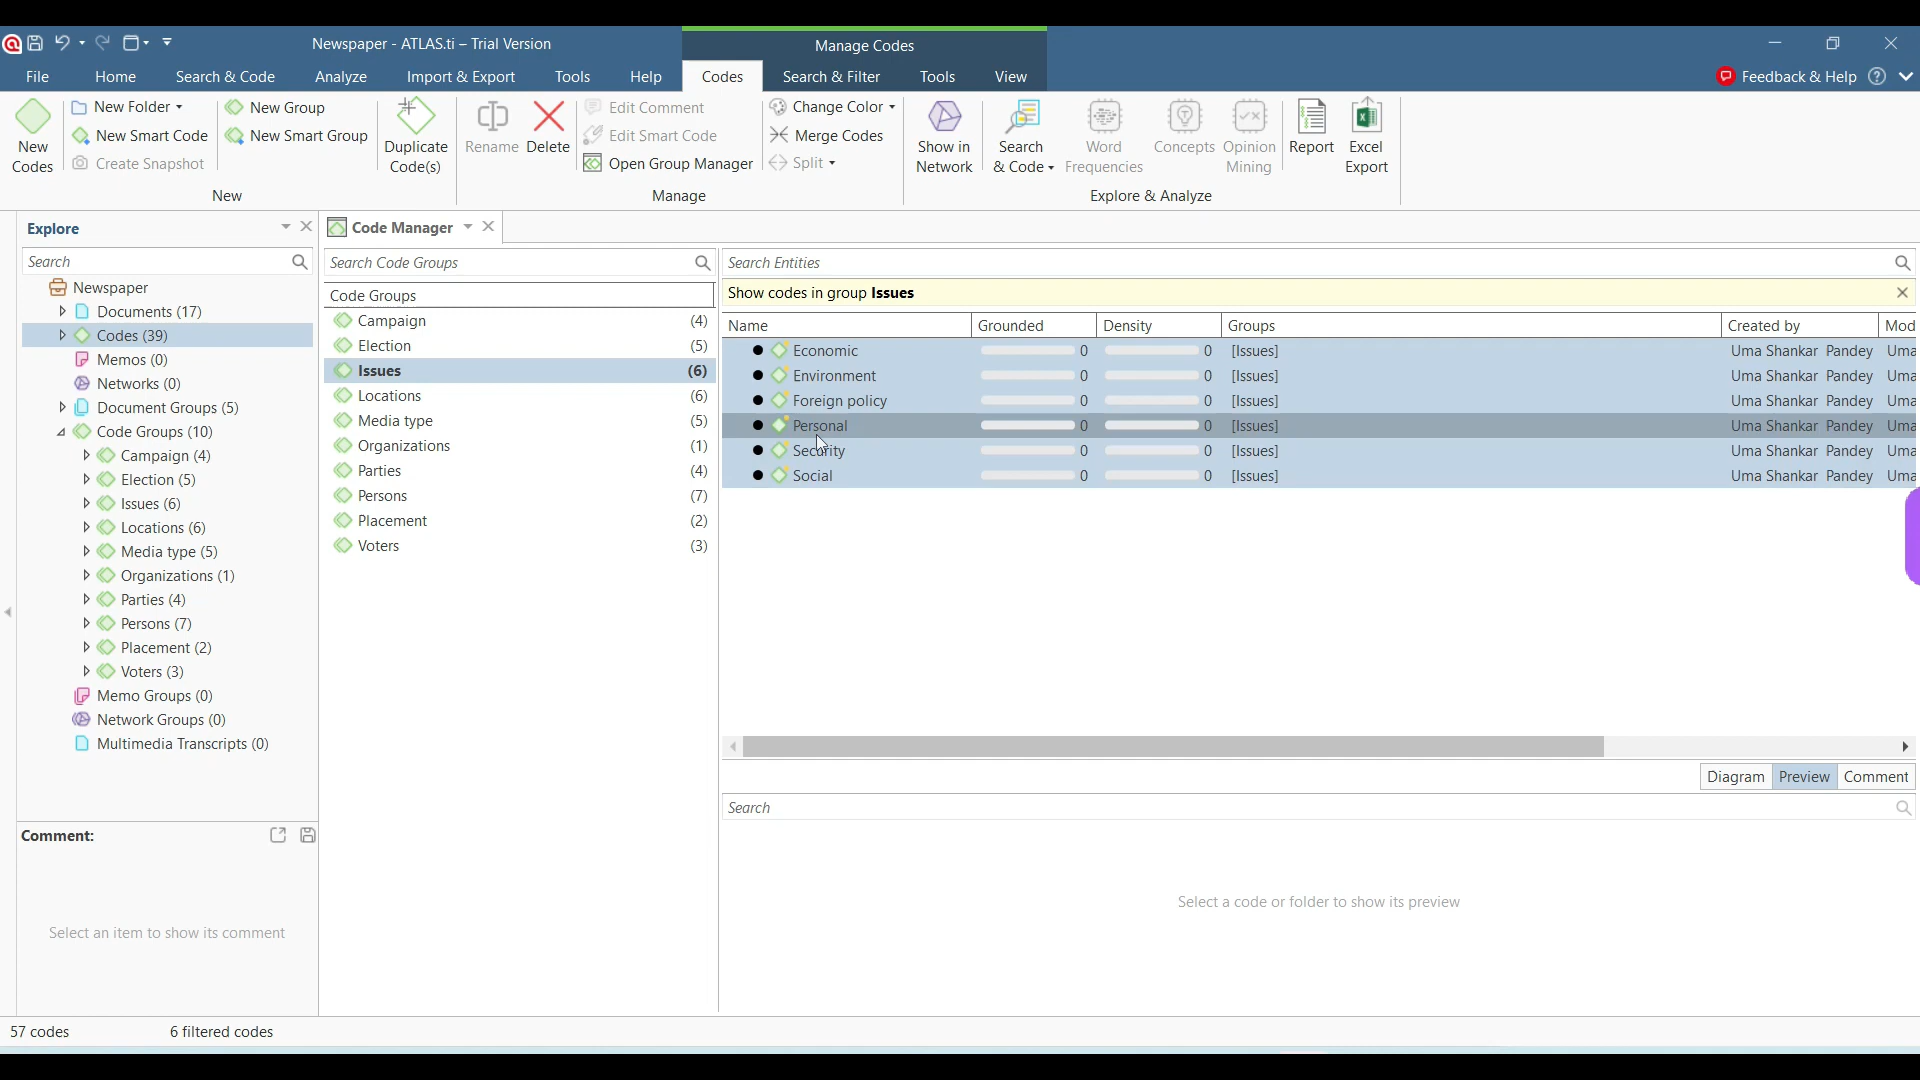 Newspaper - ATLAS.ti – Trial Version
Manage Codes
File Home Search & Code Analyze Import & Export Tools Help Codes Search & Filter Tools View Feedback & Help
New Codes
New Folder
New Smart Code
Create Snapshot
New Group
New Smart Group
Duplicate Code(s)
New
Rename
Delete
Edit Comment
Edit Smart Code
Open Group Manager
Change Color
Merge Codes
Split
Manage
Show in Network
Search & Code
Word Frequencies
Concepts
Opinion Mining
Report
Excel Export
Explore & Analyze
Explore
Search
Newspaper
Documents (17)
Codes (39)
Memos (0)
Networks (0)
Document Groups (5)
Code Groups (10)
Campaign (4)
Election (5)
Issues (6)
Locations (6)
Media type (5)
Organizations (1)
Parties (4)
Persons (7)
Placement (2)
Voters (3)
Memo Groups (0)
Network Groups (0)
Multimedia Transcripts (0)
Comment:
Select an item to show its comment
Code Manager
Search Code Groups
Code Groups
Campaign (4)
Election (5)
Issues (6)
Locations (6)
Media type (5)
Organizations (1)
Parties (4)
Persons (7)
Placement (2)
Voters (3)
Search Entities
Show codes in group Issues
Name Grounded Density Groups Created by Mod
Economic 0 0 [Issues] Uma Shankar Pandey Uma
Environment 0 0 [Issues] Uma Shankar Pandey Uma
Foreign policy 0 0 [Issues] Uma Shankar Pandey Uma
Personal 0 0 [Issues] Uma Shankar Pandey Uma
Security 0 0 [Issues] Uma Shankar Pandey Uma
Social 0 0 [Issues] Uma Shankar Pandey Uma
Diagram Preview Comment
Search
Select a code or folder to show its preview
57 codes 6 filtered codes